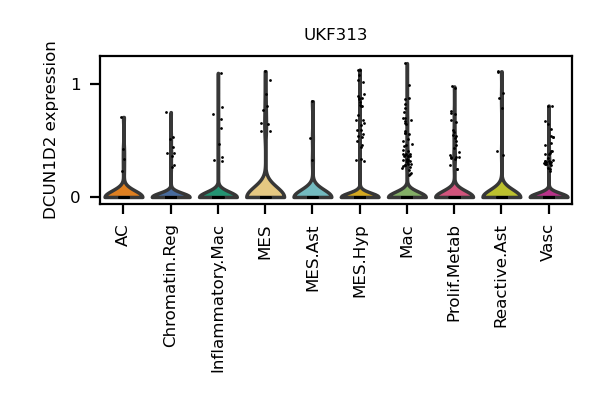 UKF313
DCUN1D2 expression
1
0
AC
Chromatin.Reg
Inflammatory.Mac
MES
MES.Ast
MES.Hyp
Mac
Prolif.Metab
Reactive.Ast
Vasc